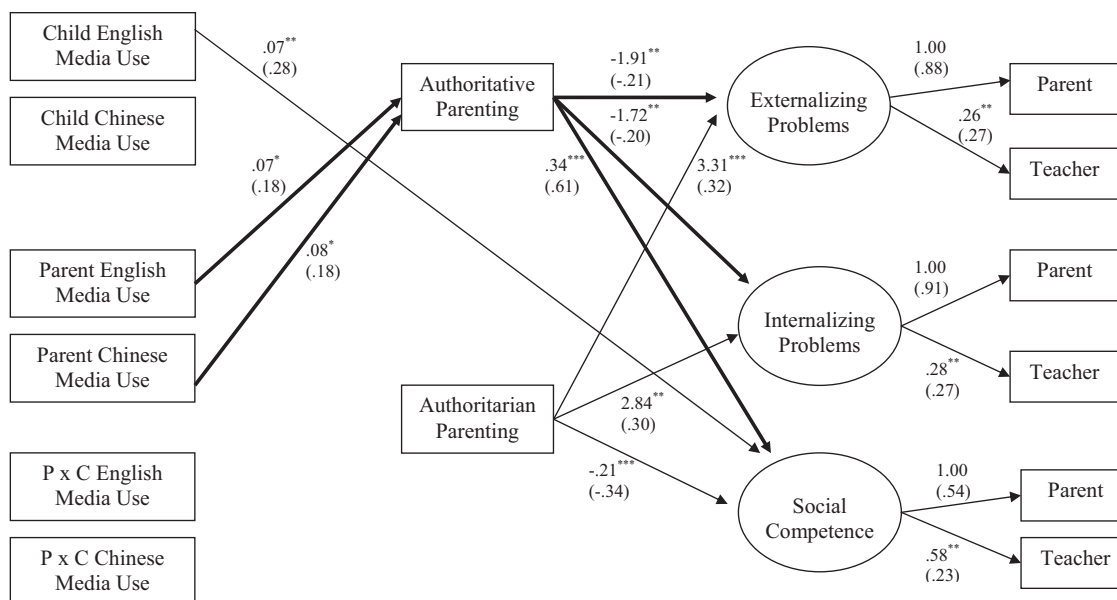 Child English
Media Use
Child Chinese
Media Use
Parent English
Media Use
Parent Chinese
Media Use
P x C English
Media Use
P x C Chinese
Media Use
.07**
(.28)
.07*
(.18)
.08*
(.18)
Authoritative
Parenting
Authoritarian
Parenting
-1.91**
(-.21)
-1.72**
(-.20)
.34***
(.61)
3.31***
(.32)
2.84**
(.30)
-.21***
(-.34)
Externalizing
Problems
Internalizing
Problems
Social
Competence
1.00
(.88)
.26**
(.27)
1.00
(.91)
.28**
(.27)
1.00
(.54)
.58**
(.23)
Parent
Teacher
Parent
Teacher
Parent
Teacher